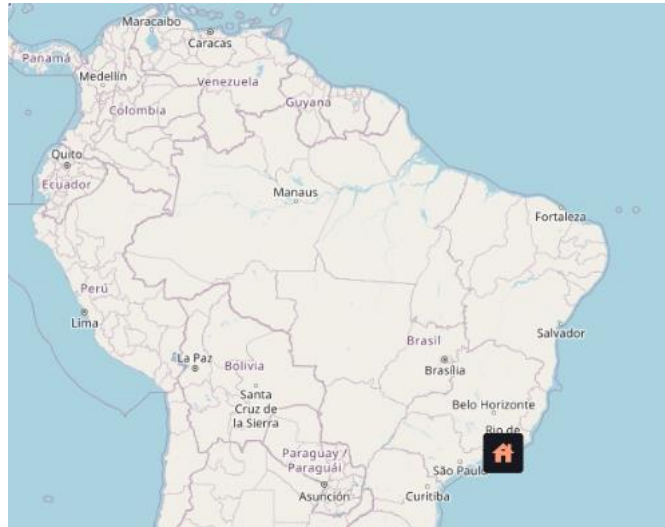 Maracaibo
Caracas
Panamá
Medellín
Venezuela
Guyana
Colombia
Quito
Ecuador
Manaus
Fortaleza
Perú
Lima
Salvador
La Paz
Bolivia
Brasil
Brasília
Santa
Cruz de
la Sierra
Belo Horizonte
Rio de
Paraguay /
Paraguái
São Paulo
Asunción
Curitiba